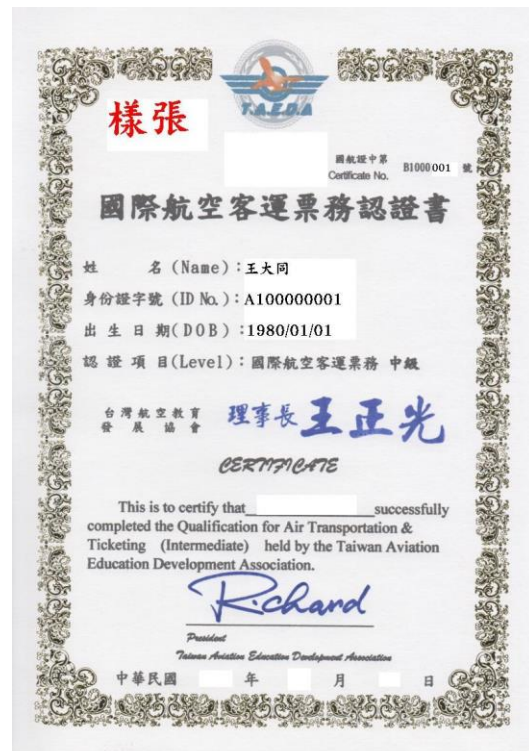 T.A.E.D.A
樣張
國航證中第
Certificate No. B1000001 號
國際航空客運票務認證書
姓 名 (Name):王大同
身份證字號 (ID No.):A100000001
出生日期(DOB):1980/01/01
認證項目(Level):國際航空客運票務 中級
台灣航空教育
發展協會
理事長 王正光
CERTIFICATE
This is to certify that successfully
completed the Qualification for Air Transportation &
Ticketing (Intermediate) held by the Taiwan Aviation
Education Development Association.
Richard
President
Taiwan Aviation Education Development Association
中華民國 年 月 日